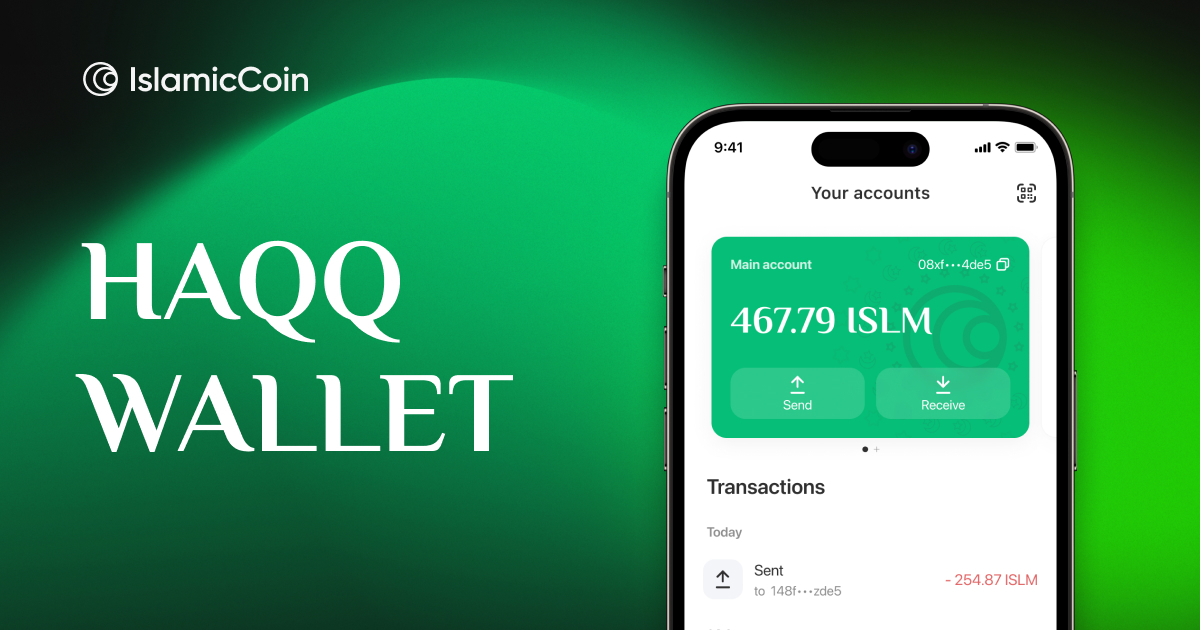 IslamicCoin
HAQQ
WALLET
9:41
Your accounts
Main account
08xf•••4de5
467.79 ISLM
Send
Receive
Transactions
Today
Sent
- 254.87 ISLM
to 148f•••zde5